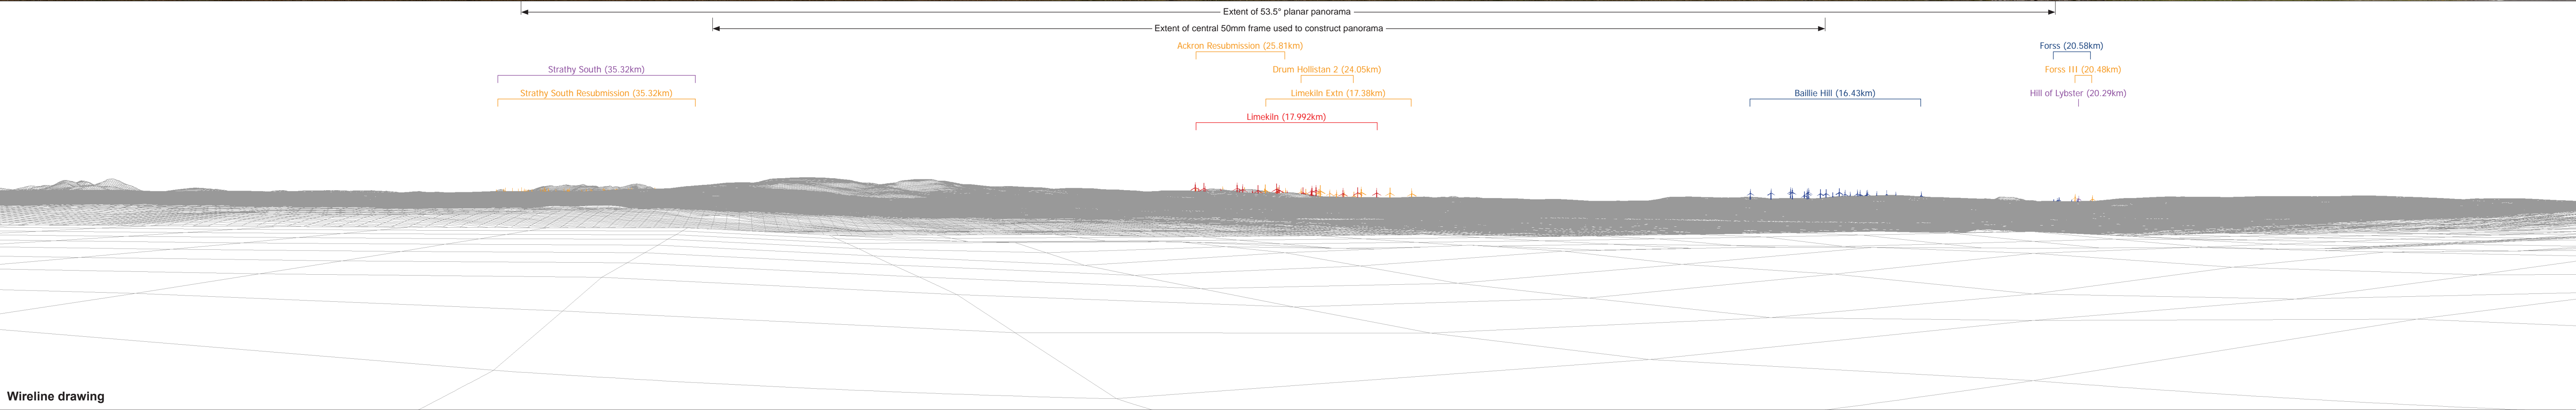 Extent of 53.5° planar panorama
Extent of central 50mm frame used to construct panorama
Ackron Resubmission (25.81km)
Forss (20.58km)
Strathy South (35.32km)
Drum Hollistan 2 (24.05km)
Forss III (20.48km)
Strathy South Resubmission (35.32km)
Limekiln Extn (17.38km)
Baillie Hill (16.43km)
Hill of Lybster (20.29km)
Limekiln (17.992km)
Wireline drawing